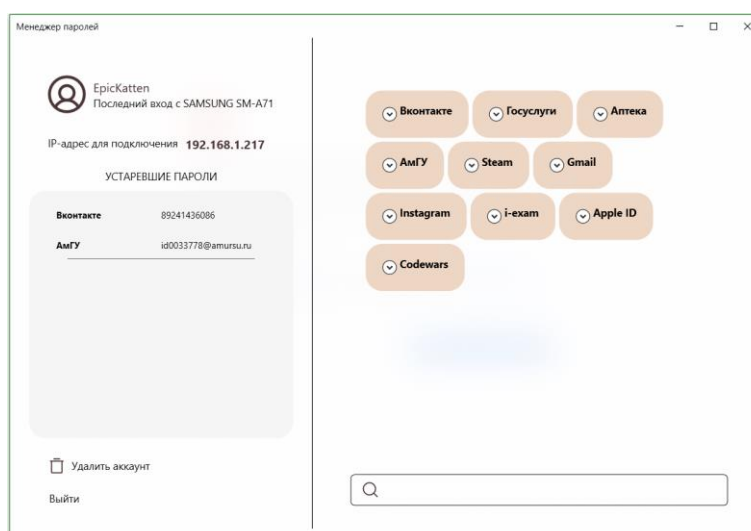 Менеджер паролей
EpicKatten
Последний вход с SAMSUNG SM-A71
IP-адрес для подключения 192.168.1.217
УСТАРЕВШИЕ ПАРОЛИ
Вконтакте 89241436086
АмГУ id0033778@amursu.ru
Удалить аккаунт
Выйти
Вконтакте Госуслуги Аптека
АмГУ Steam Gmail
Instagram i-exam Apple ID
Codewars